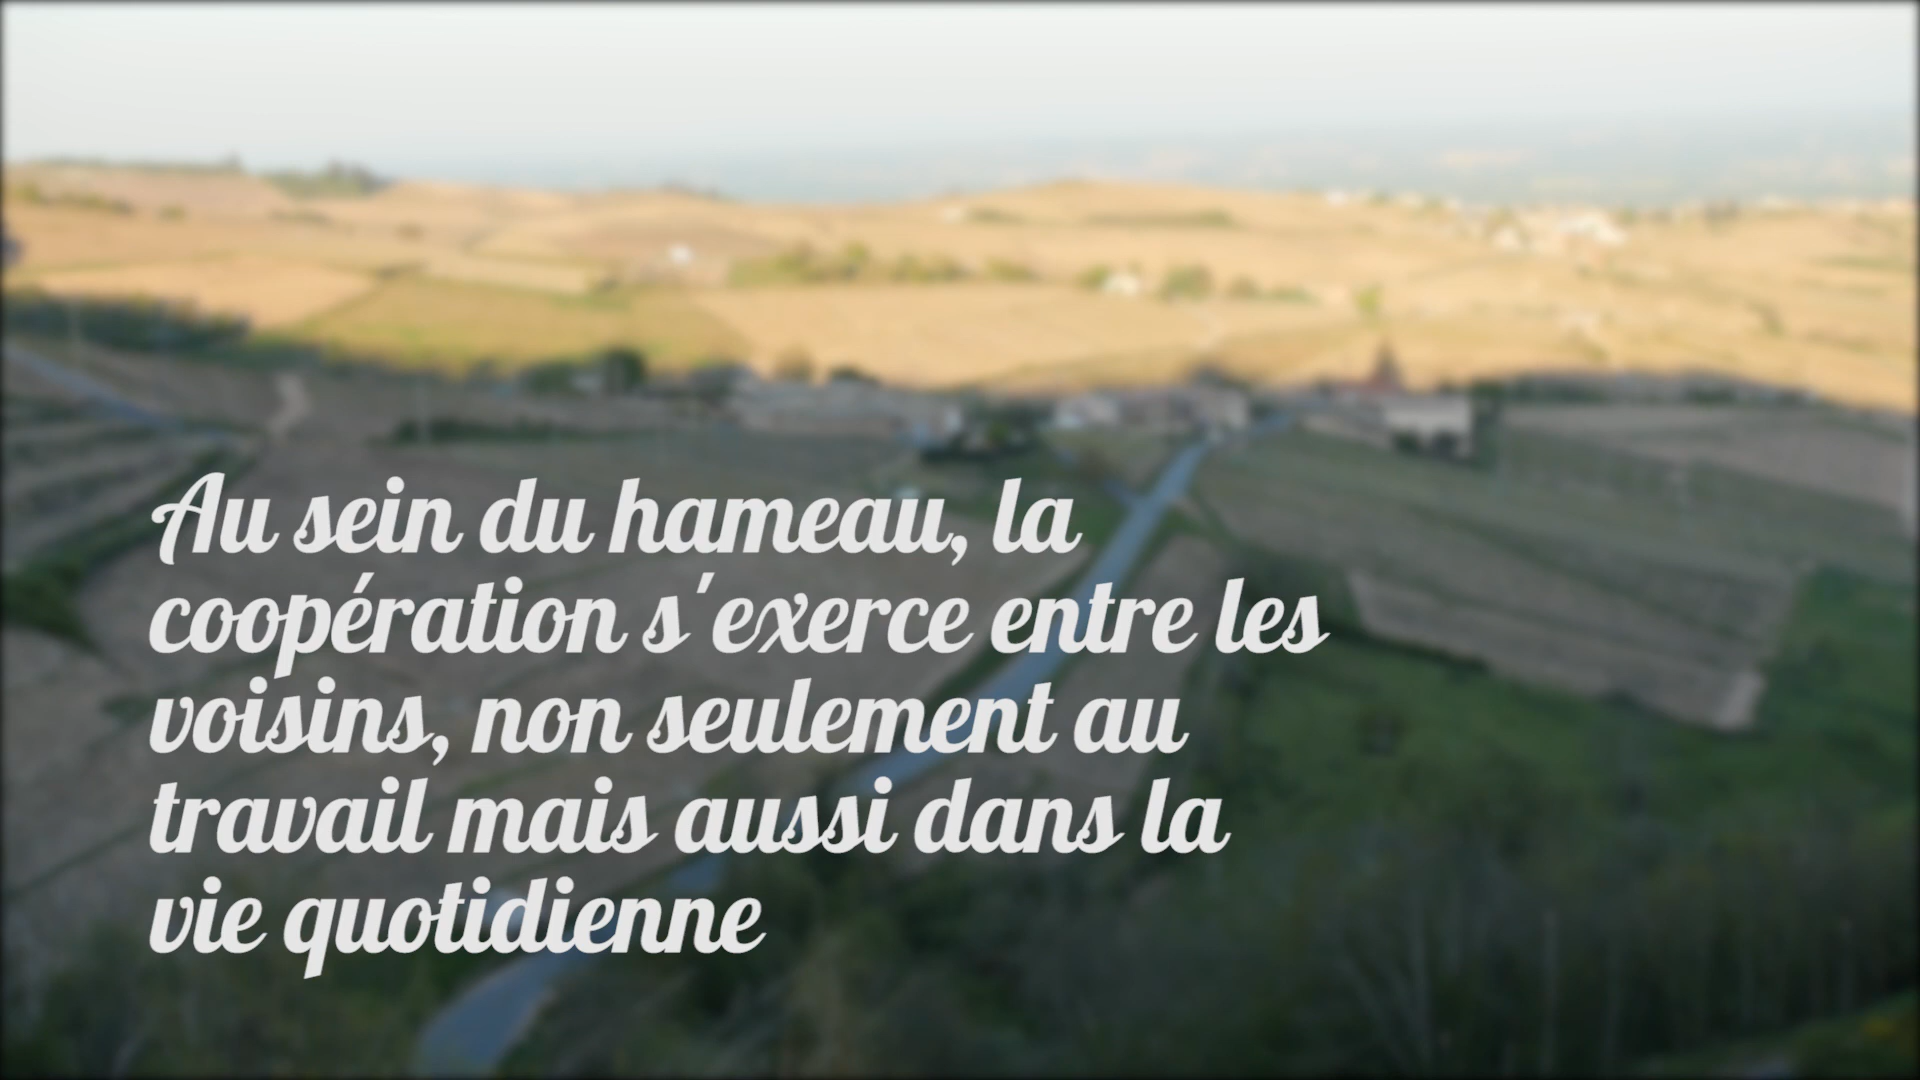 Au sein du hameau, la
coopération s'exerce entre les
voisins, non seulement au
travail mais aussi dans la
vie quotidienne